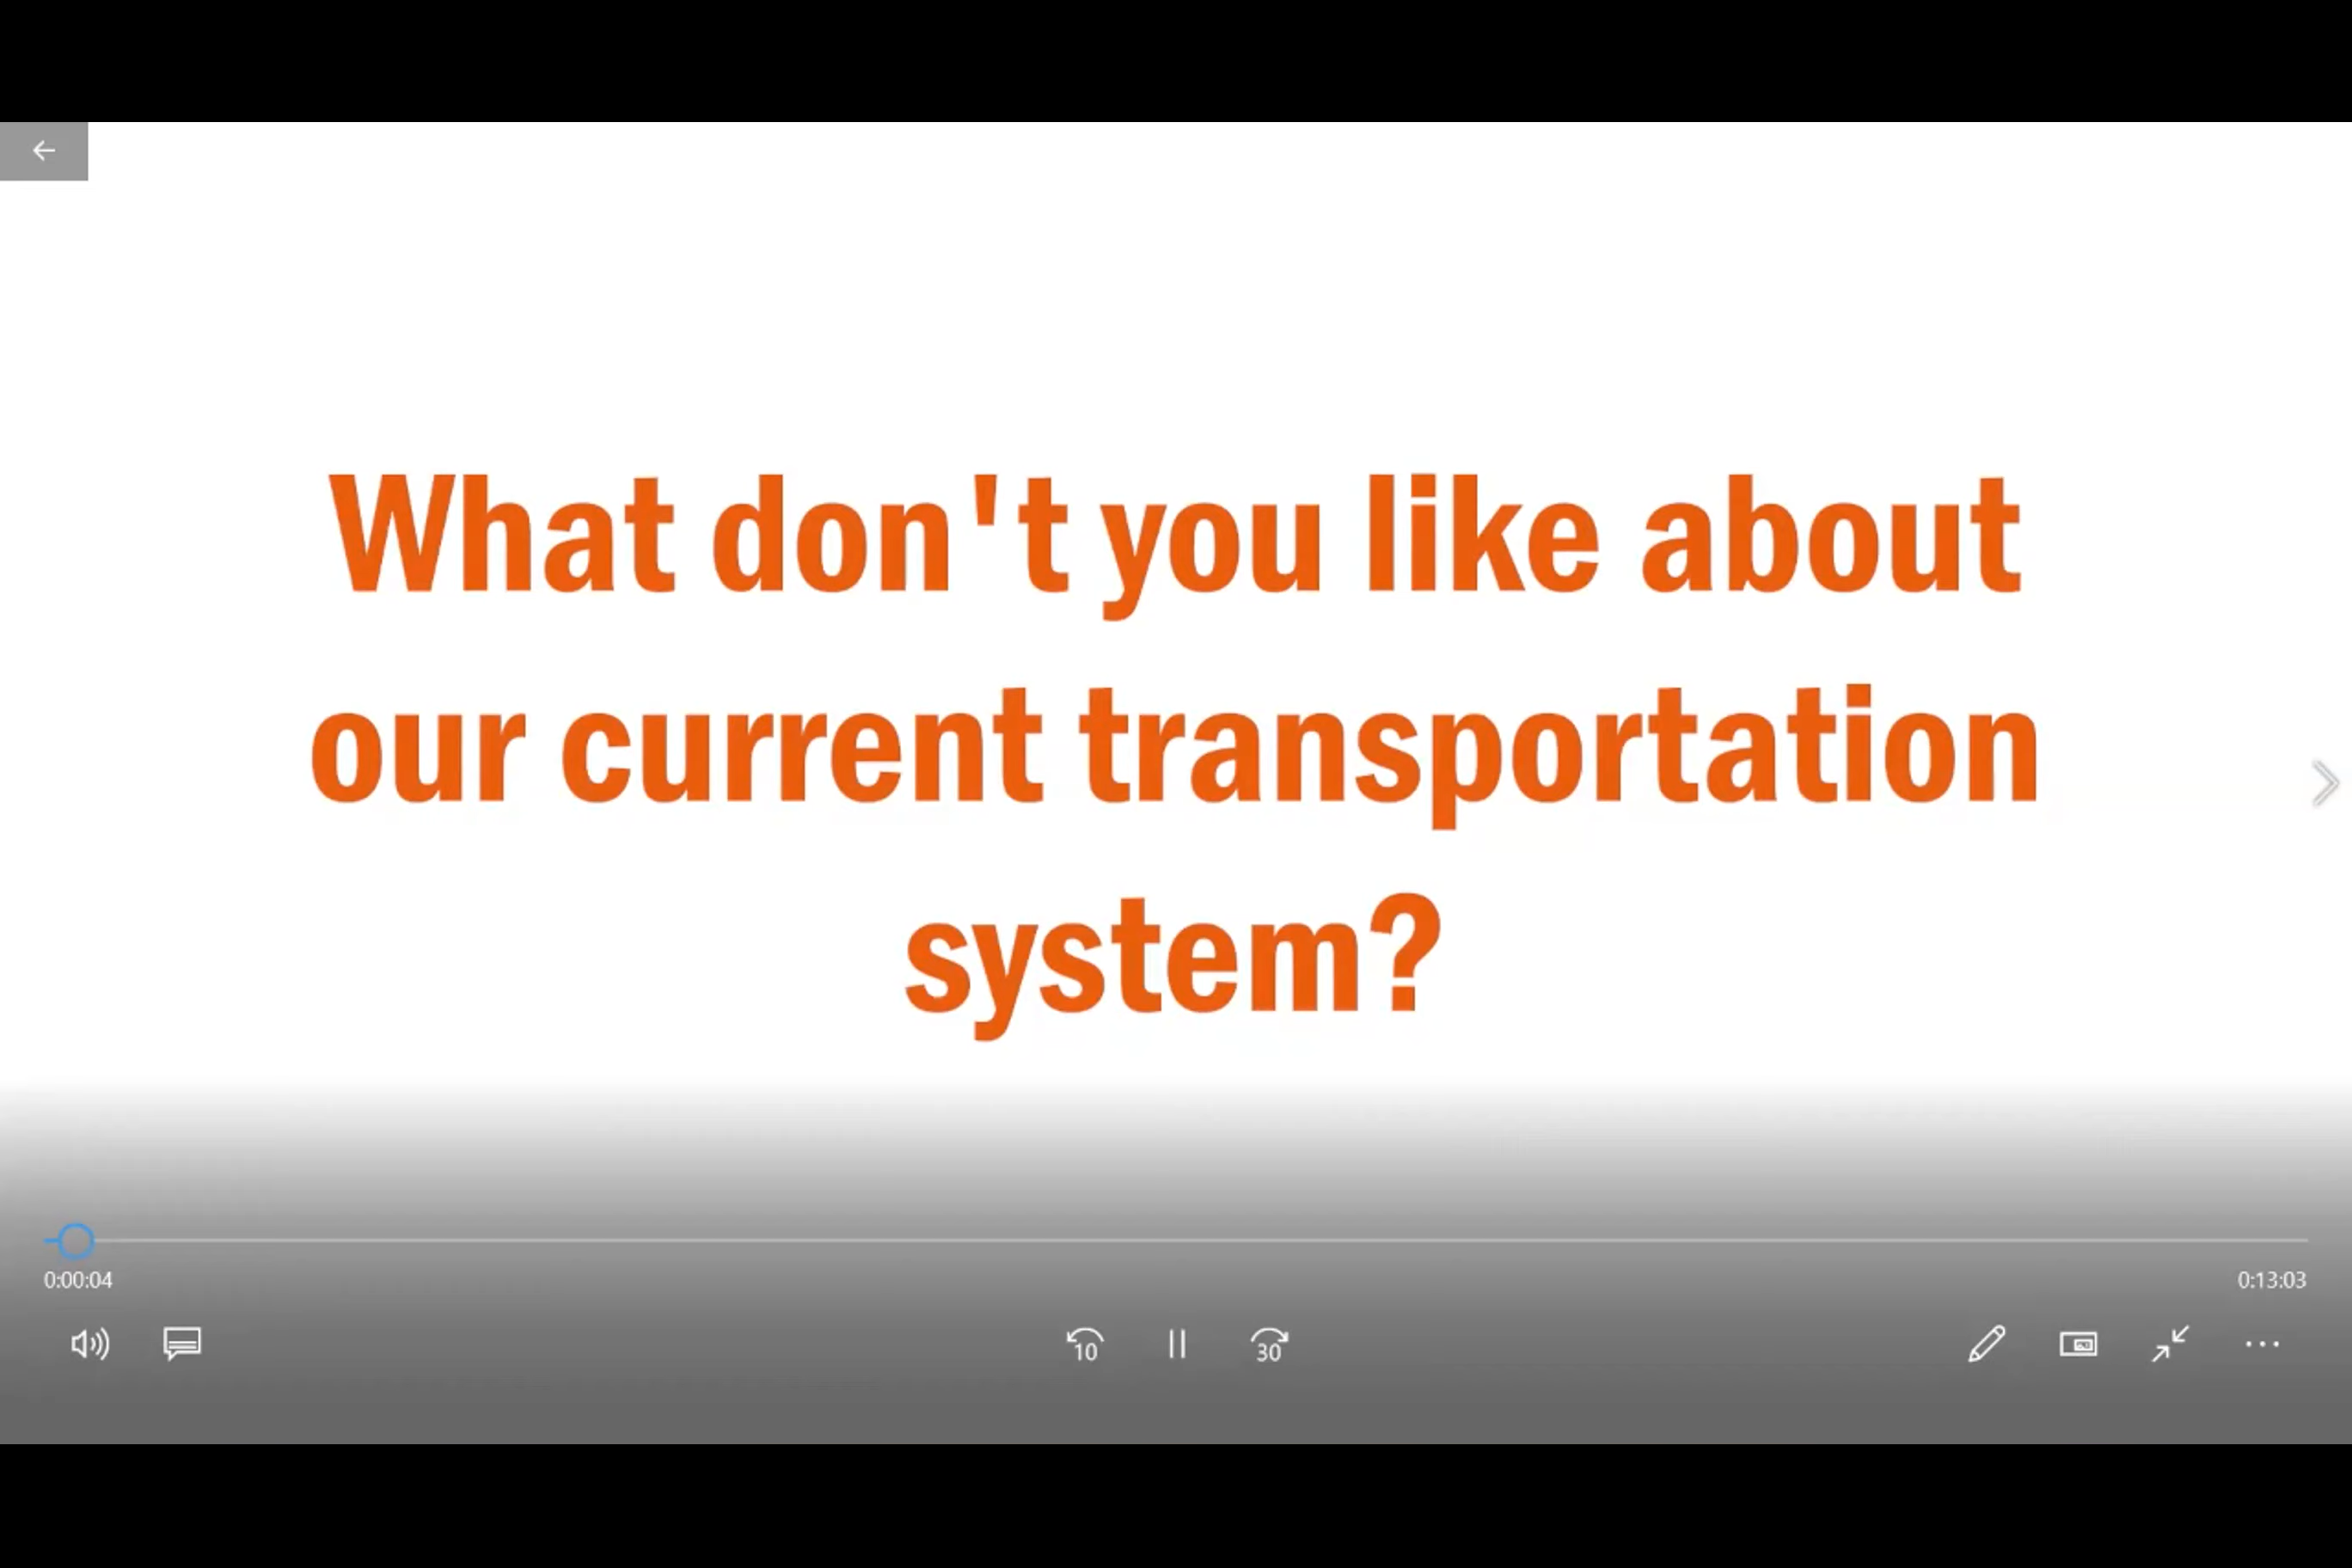 What don't you like about
our current transportation
system?
0:00:04
0:13:03
10
30